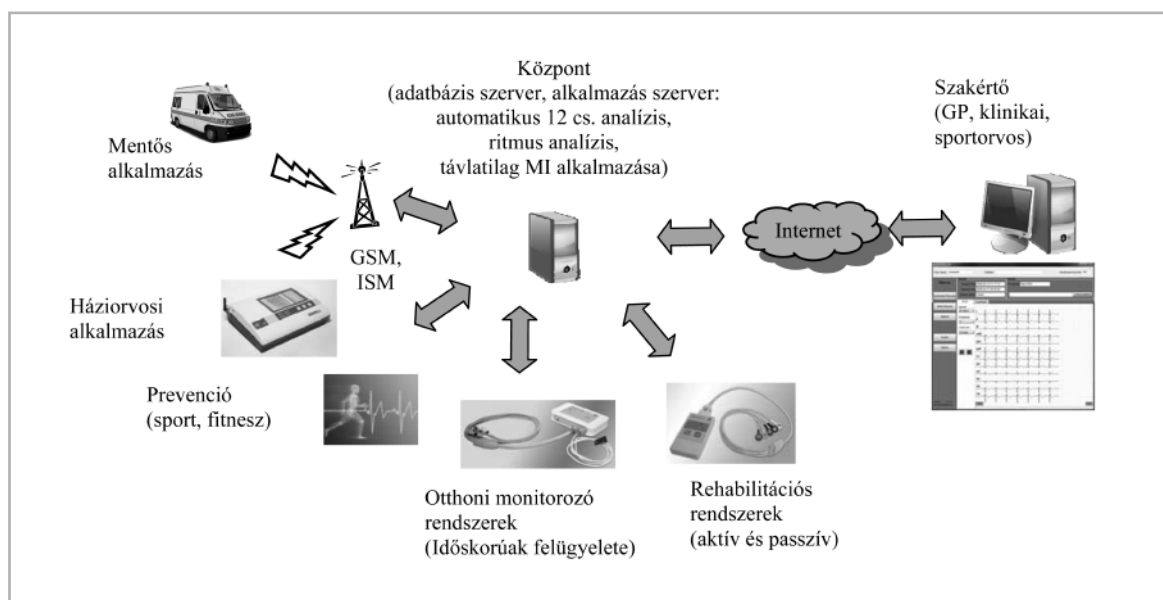 Központ
(adatbázis szerver, alkalmazás szerver:
automatikus 12 cs. analízis,
ritmus analízis,
távlatilag MI alkalmazása)
Szakértő
(GP, klinikai,
sportorvos)
Mentős
alkalmazás
Internet
GSM,
ISM
Háziorvosi
alkalmazás
Prevenció
(sport, fitnesz)
Otthoni monitorozó
rendszerek
(Időskorúak felügyelete)
Rehabilitációs
rendszerek
(aktív és passzív)